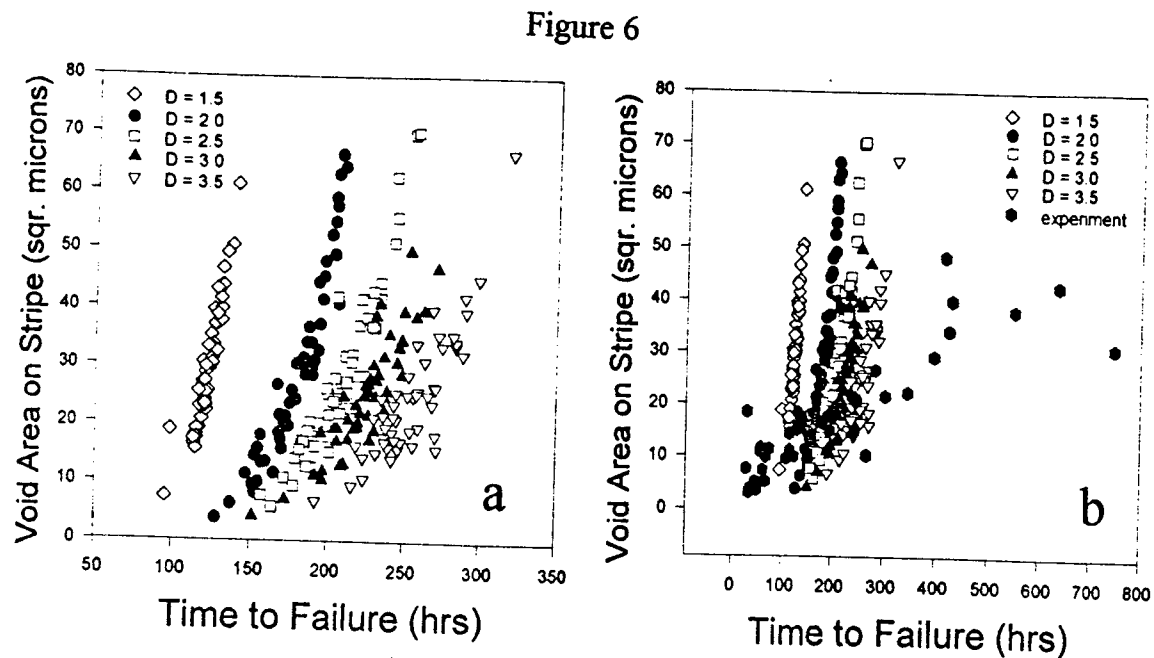 Figure 6
80
70
60
50
40
30
20
10
0
Void Area on Stripe (sqr. microns)
D = 1.5
D = 2 0
D = 2.5
D = 3 0
D = 3.5
a
50
100
150
200
250
300
350
Time to Failure (hrs)
80
70
60
50
40
30
20
10
0
Void Area on Stripe (sqr. microns)
D = 1 5
D = 2 0
D = 2 5
D = 3.0
D = 3 5
expenment
b
0
100
200
300
400
500
600
700
800
Time to Failure (hrs)